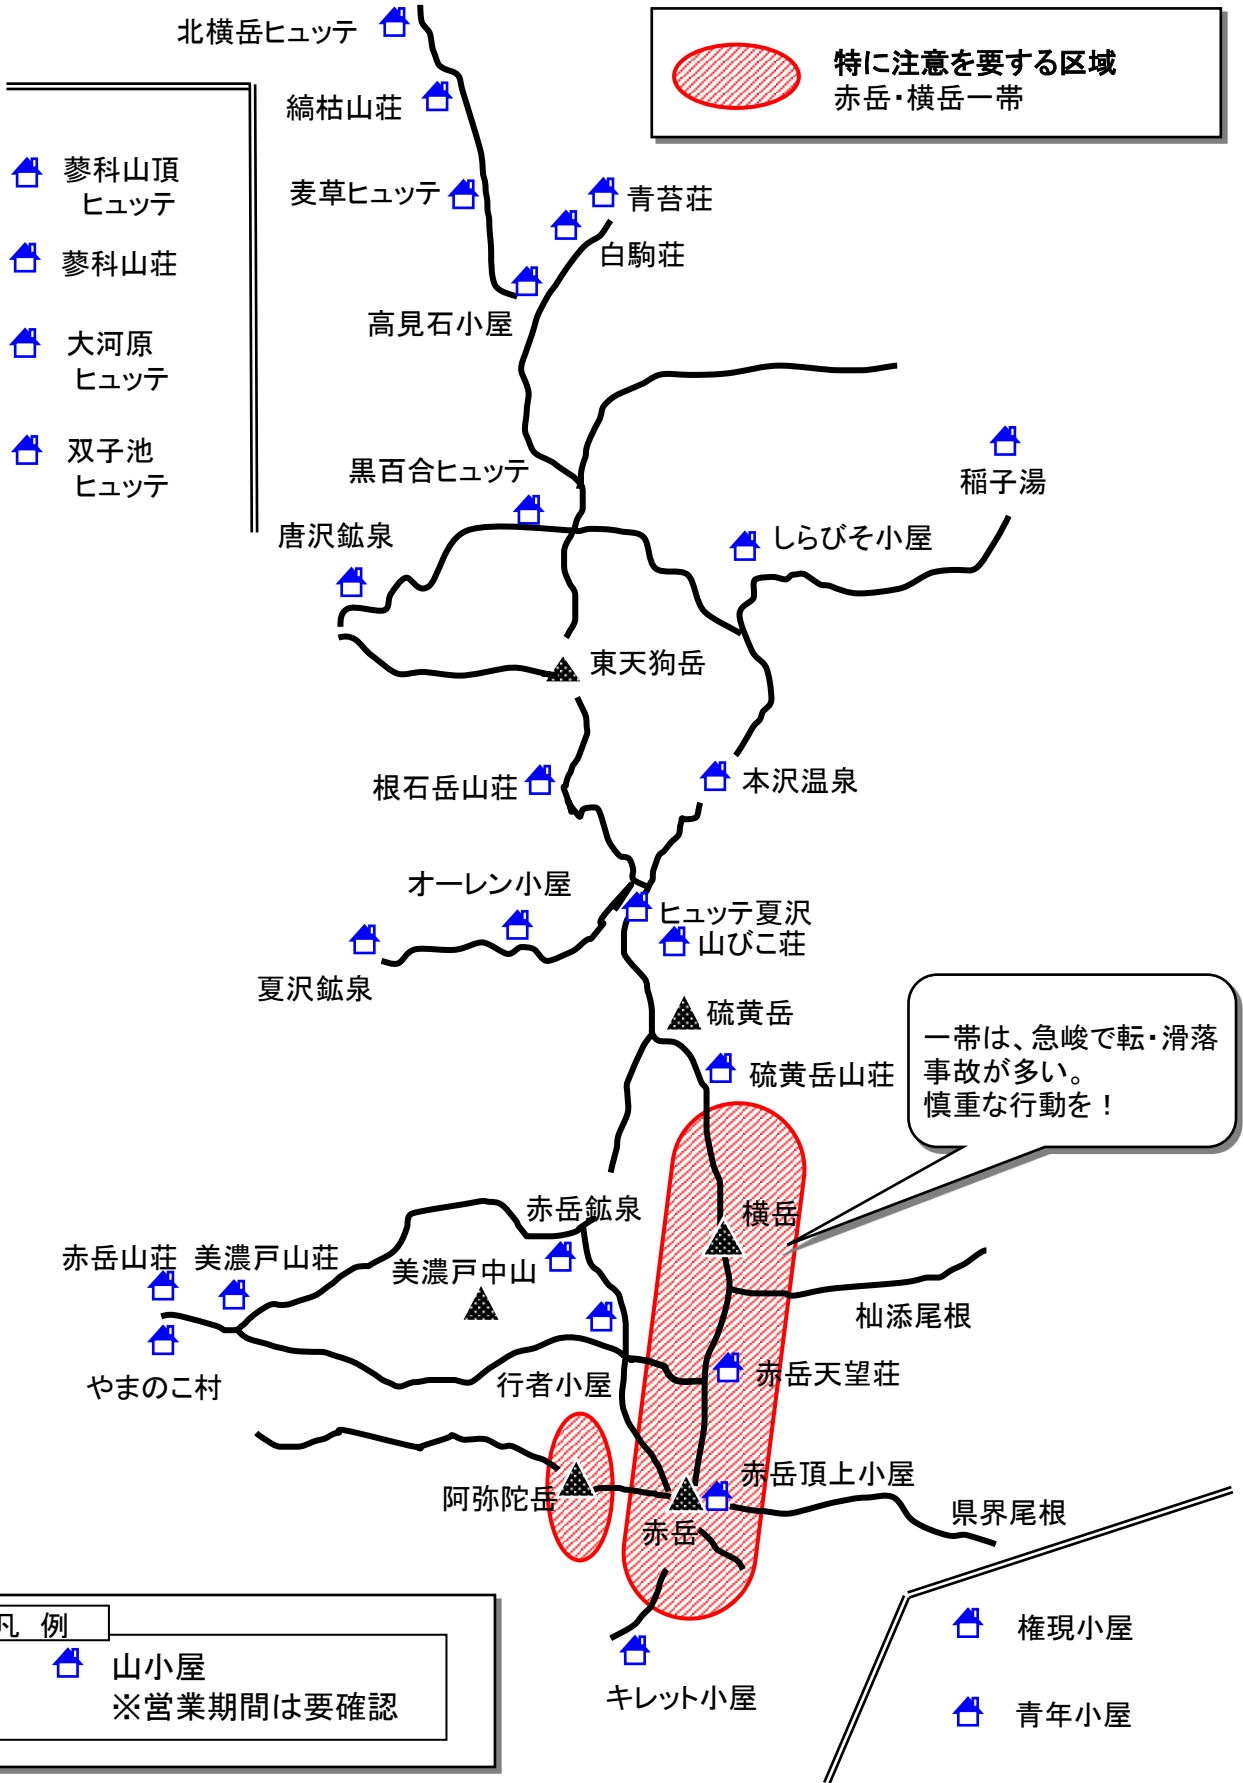 北横岳ヒュッテ
特に注意を要する区域
赤岳・横岳一帯
縞枯山荘
蓼科山頂
ヒュッテ
麦草ヒュッテ
青苔荘
白駒荘
蓼科山荘
高見石小屋
大河原
ヒュッテ
双子池
ヒュッテ
黒百合ヒュッテ
稲子湯
唐沢鉱泉
しらびそ小屋
東天狗岳
根石岳山荘
本沢温泉
オーレン小屋
ヒュッテ夏沢
山びこ荘
夏沢鉱泉
硫黄岳
一帯は、急峻で転・滑落
事故が多い。
慎重な行動を！
硫黄岳山荘
赤岳鉱泉
横岳
赤岳山荘
美濃戸山荘
美濃戸中山
杣添尾根
やまのこ村
行者小屋
赤岳天望荘
阿弥陀岳
赤岳頂上小屋
赤岳
県界尾根
凡 例
山小屋
※営業期間は要確認
キレット小屋
権現小屋
青年小屋